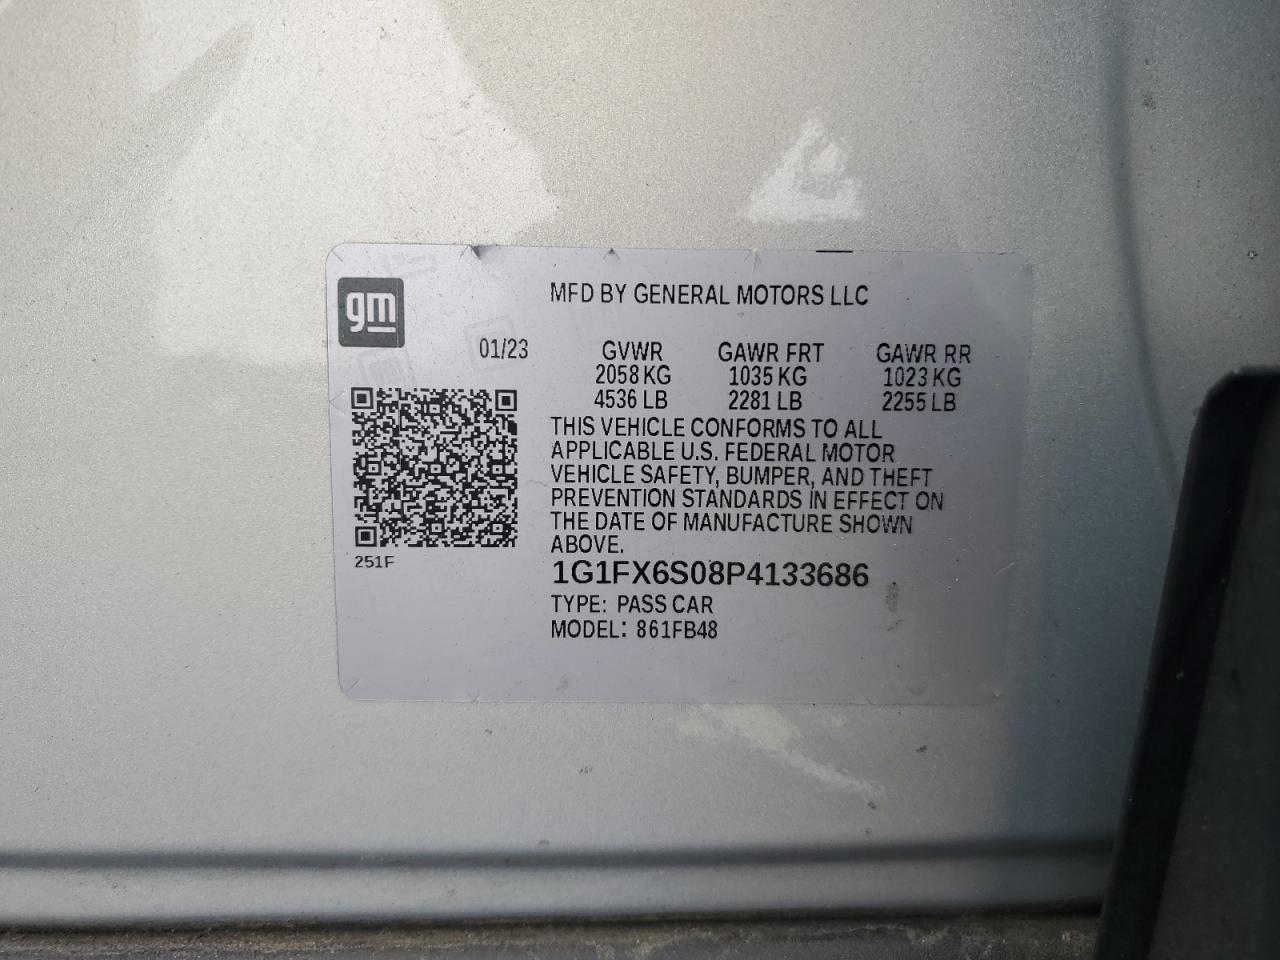 gm
MFD BY GENERAL MOTORS LLC
01/23 GVWR GAWR FRT GAWR RR
2058 KG 1035 KG 1023 KG
4536 LB 2281 LB 2255 LB
THIS VEHICLE CONFORMS TO ALL
APPLICABLE U.S. FEDERAL MOTOR
VEHICLE SAFETY, BUMPER, AND THEFT
PREVENTION STANDARDS IN EFFECT ON
THE DATE OF MANUFACTURE SHOWN
ABOVE.
251F
1G1FX6S08P4133686
TYPE: PASS CAR
MODEL: 861FB48